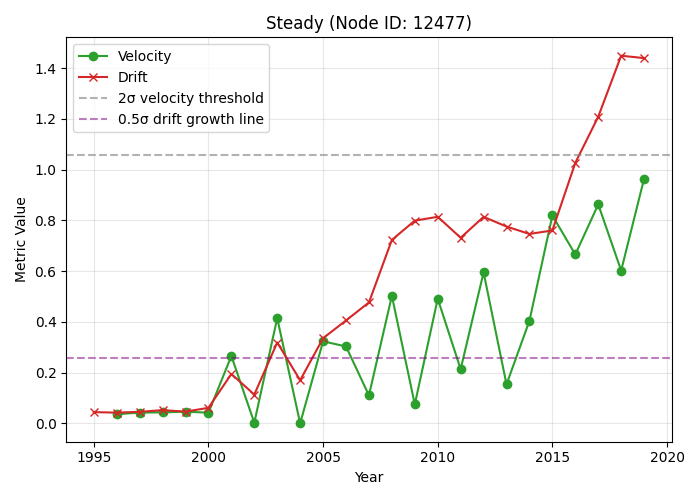 Steady (Node ID: 12477)
Velocity
Drift
2σ velocity threshold
0.5σ drift growth line
Metric Value
1.4
1.2
1.0
0.8
0.6
0.4
0.2
0.0
1995 2000 2005 2010 2015 2020
Year